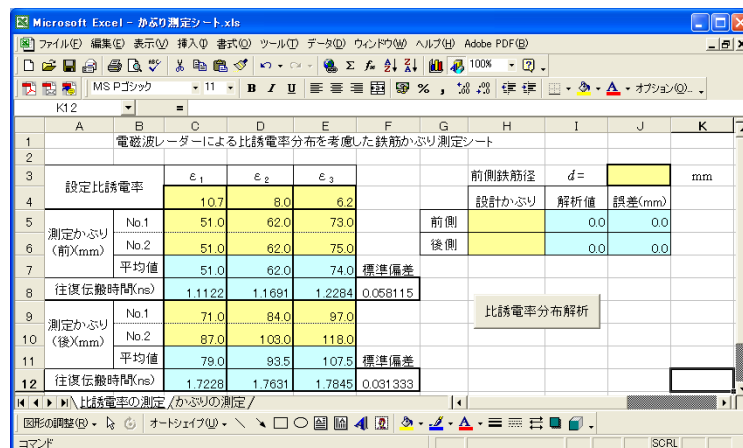 Microsoft Excel - かぶり測定シート.xls
ファイル(F) 編集(E) 表示(V) 挿入(I) 書式(O) ツール(T) データ(D) ウィンドウ(W) ヘルプ(H) Adobe PDF(B)
100%
MS Pゴシック 11 B I U % , オプション(O)...
K12 =
A B C D E F G H I J K
1 電磁波レーダーによる比誘電率分布を考慮した鉄筋かぶり測定シート
2
3 設定比誘電率 ε1 ε2 ε3 前側鉄筋径 d= mm
4 10.7 8.0 6.2 設計かぶり 解析値 誤差(mm)
5 測定かぶり(前)(mm) No.1 51.0 62.0 73.0 前側 0.0 0.0
6 No.2 51.0 62.0 75.0 後側 0.0 0.0
7 平均値 51.0 62.0 74.0 標準偏差
8 往復伝搬時間(ns) 1.1122 1.1691 1.2284 0.058115
9 測定かぶり(後)(mm) No.1 71.0 84.0 97.0 比誘電率分布解析
10 No.2 87.0 103.0 118.0
11 平均値 79.0 93.5 107.5 標準偏差
12 往復伝搬時間(ns) 1.7228 1.7631 1.7845 0.031333
比誘電率の測定 かぶりの測定
図形の調整(R) オートシェイプ(U)
コマンド SCRL